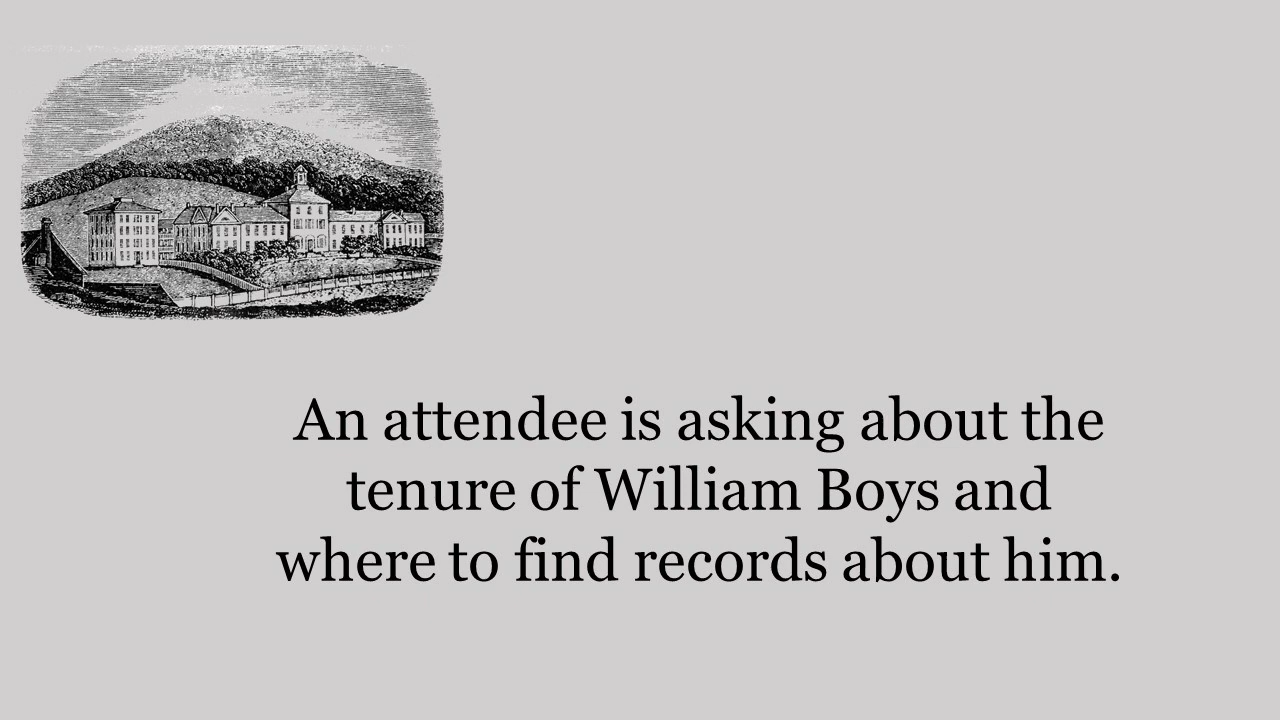 An attendee is asking about the
tenure of William Boys and
where to find records about him.